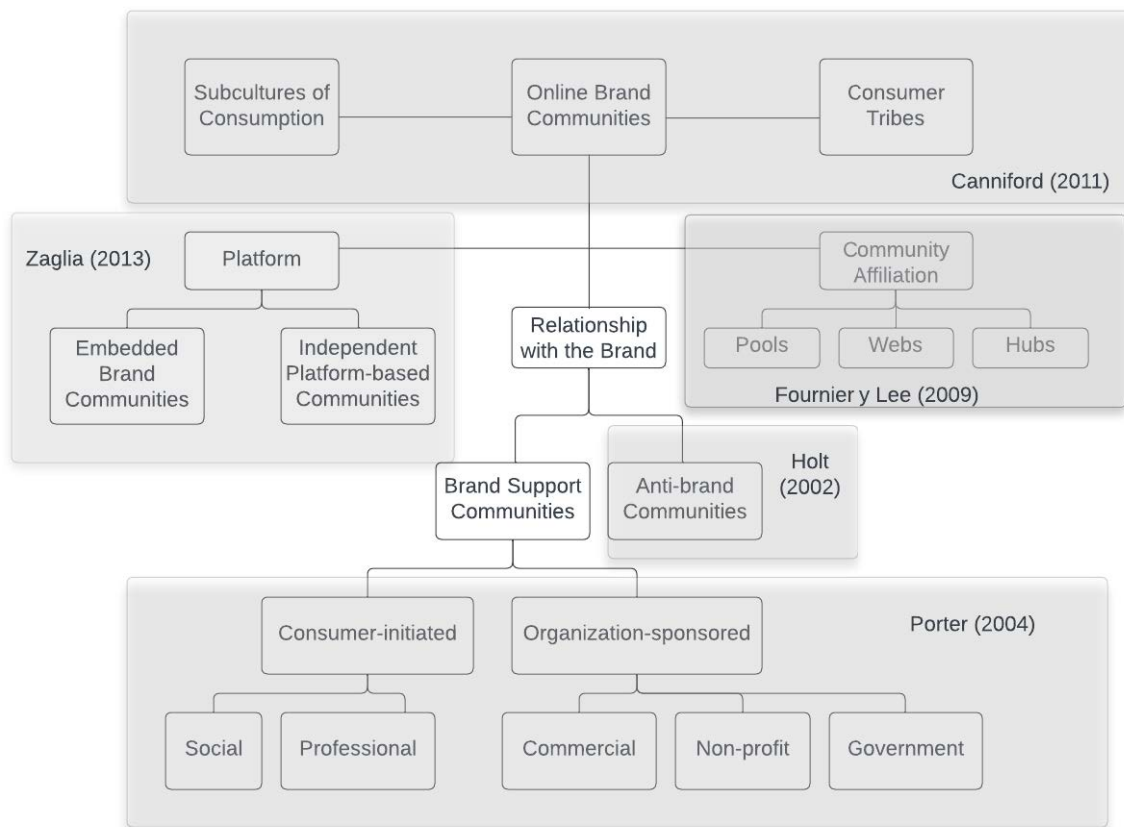 Subcultures of
Consumption
Online Brand
Communities
Consumer
Tribes
Canniford (2011)
Zaglia (2013)
Platform
Community
Affiliation
Embedded
Brand
Communities
Independent
Platform-based
Communities
Relationship
with the Brand
Pools
Webs
Hubs
Fournier y Lee (2009)
Brand Support
Communities
Anti-brand
Communities
Holt
(2002)
Consumer-initiated
Organization-sponsored
Porter (2004)
Social
Professional
Commercial
Non-profit
Government